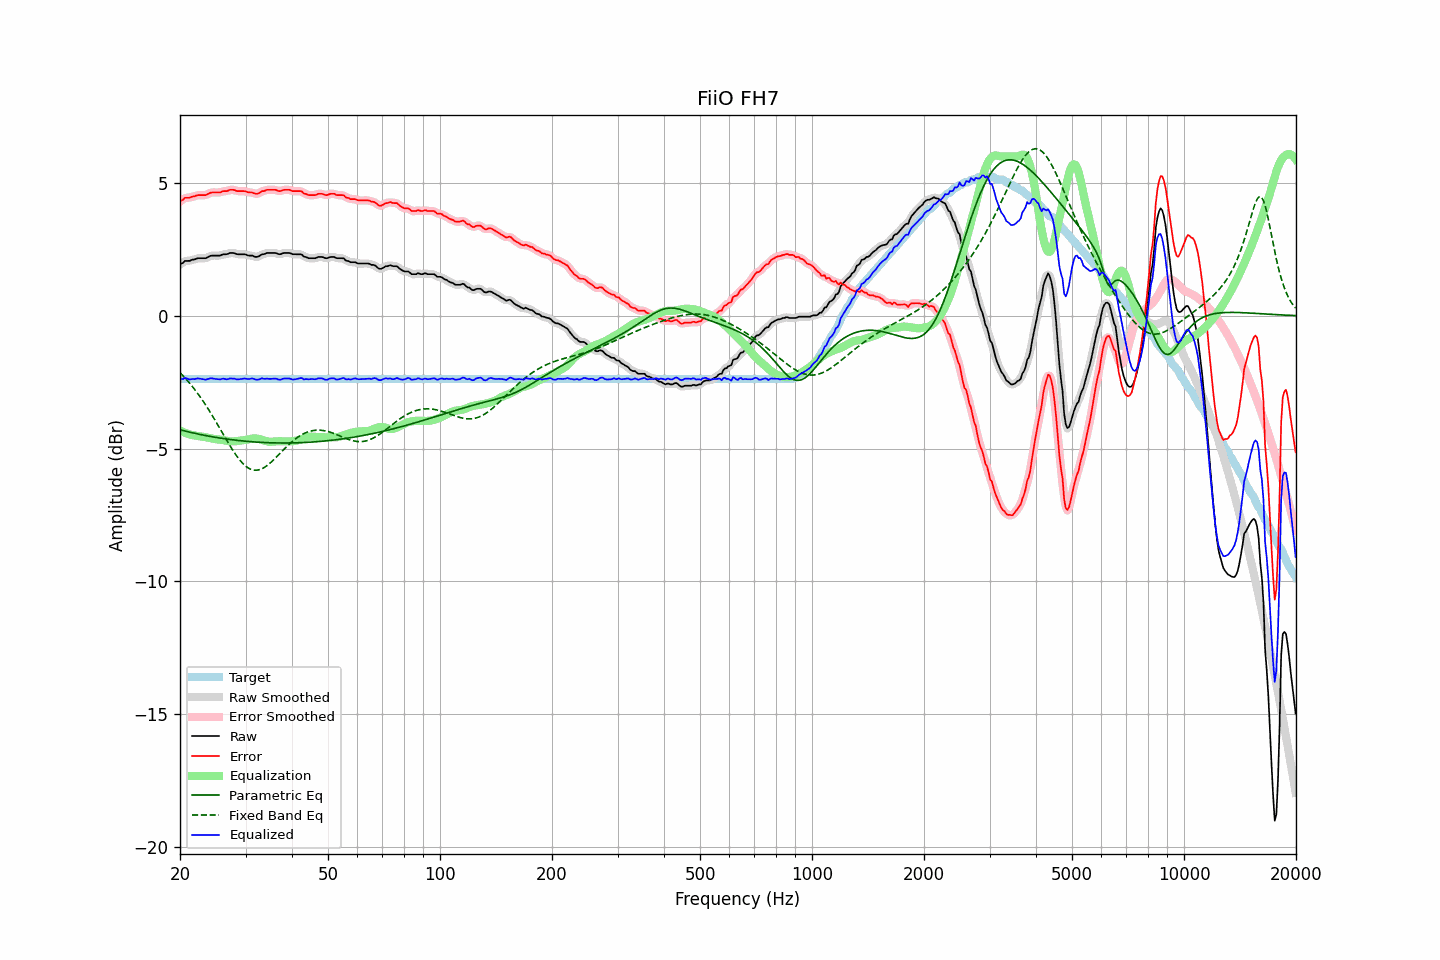 FiiO FH7
Amplitude (dBr)
5
0
−5
−10
−15
−20
Target
Raw Smoothed
Error Smoothed
Raw
Error
Equalization
Parametric Eq
Fixed Band Eq
Equalized
20 50 100 200 500 1000 2000 5000 10000 20000
Frequency (Hz)